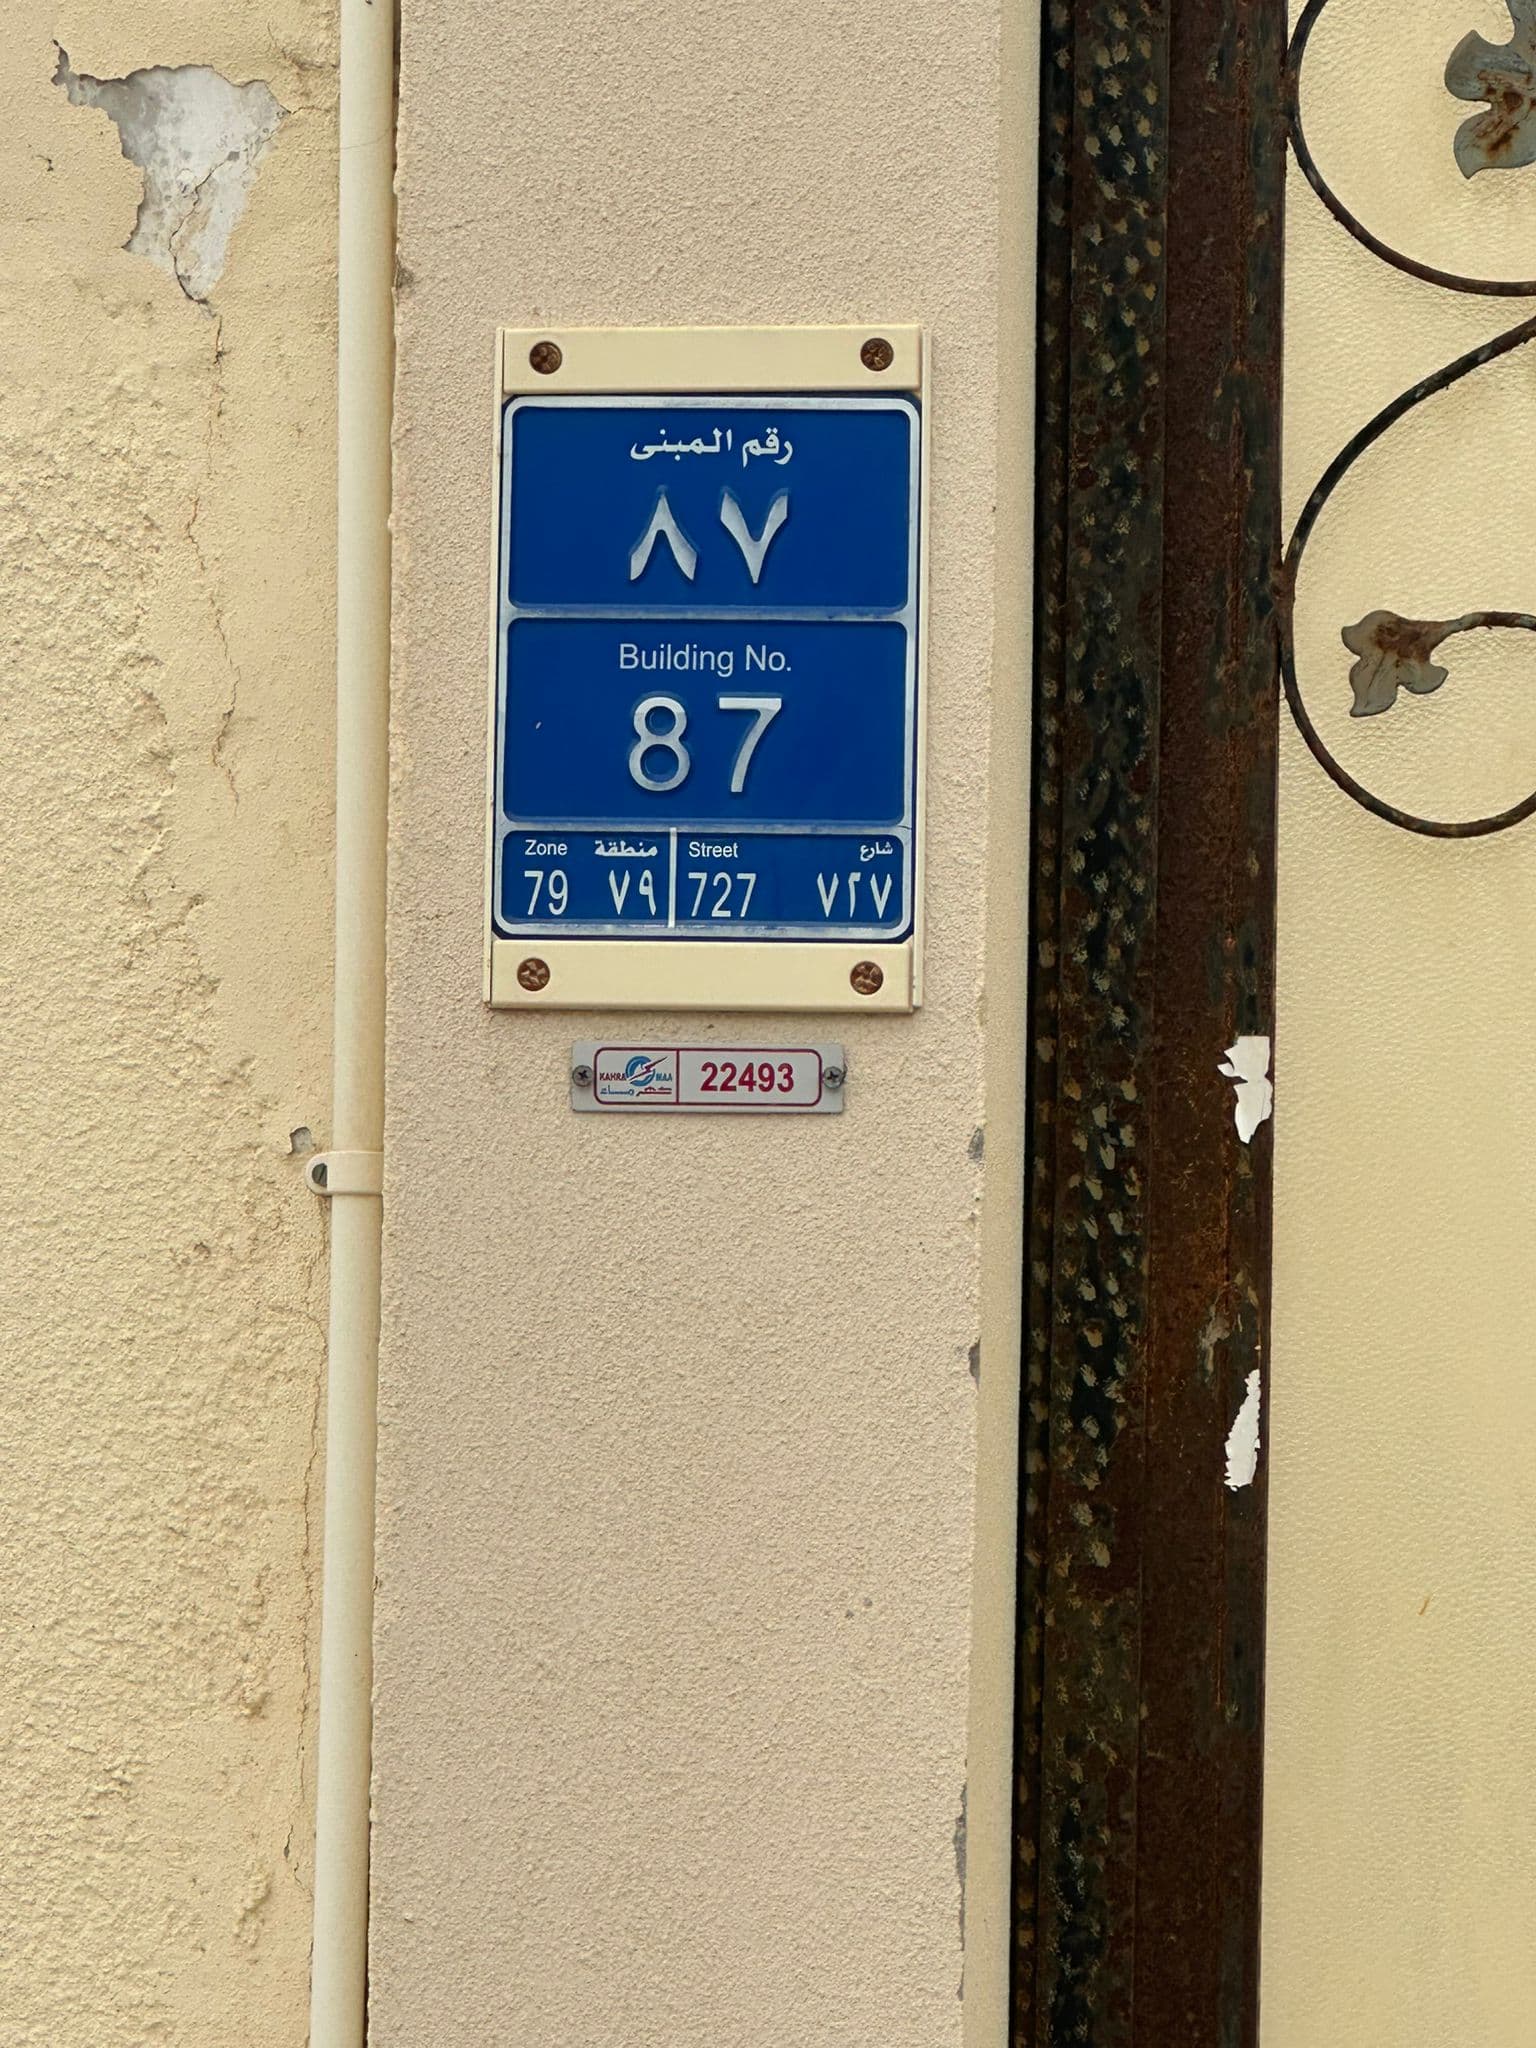 رقم المبنى
٨٧
Building No.
87
Zone منطقة
79 ٧٩
Street شارع
727 ٧٢٧
KAHRAMAA
كهرماء
22493